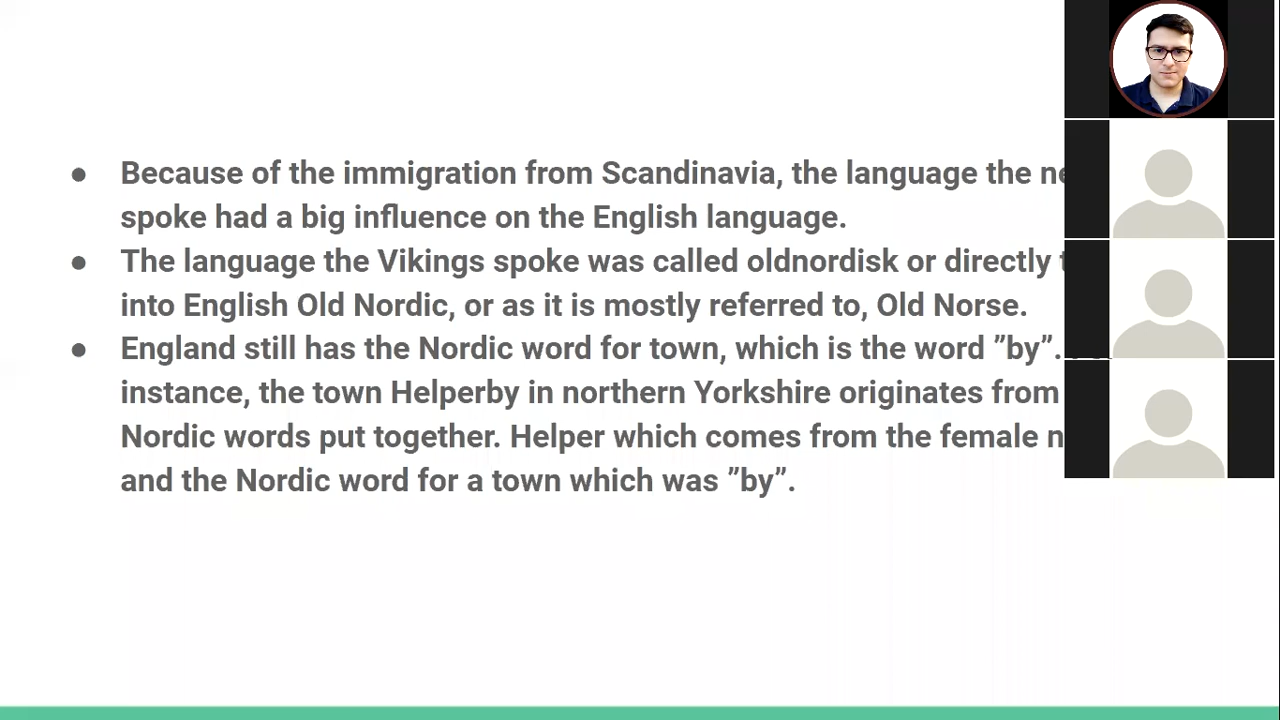 ● Because of the immigration from Scandinavia, the language the
spoke had a big influence on the English language.
● The language the Vikings spoke was called oldnordisk or directly
into English Old Nordic, or as it is mostly referred to, Old Norse.
● England still has the Nordic word for town, which is the word ”by”.
instance, the town Helperby in northern Yorkshire originates from
Nordic words put together. Helper which comes from the female
and the Nordic word for a town which was ”by”.